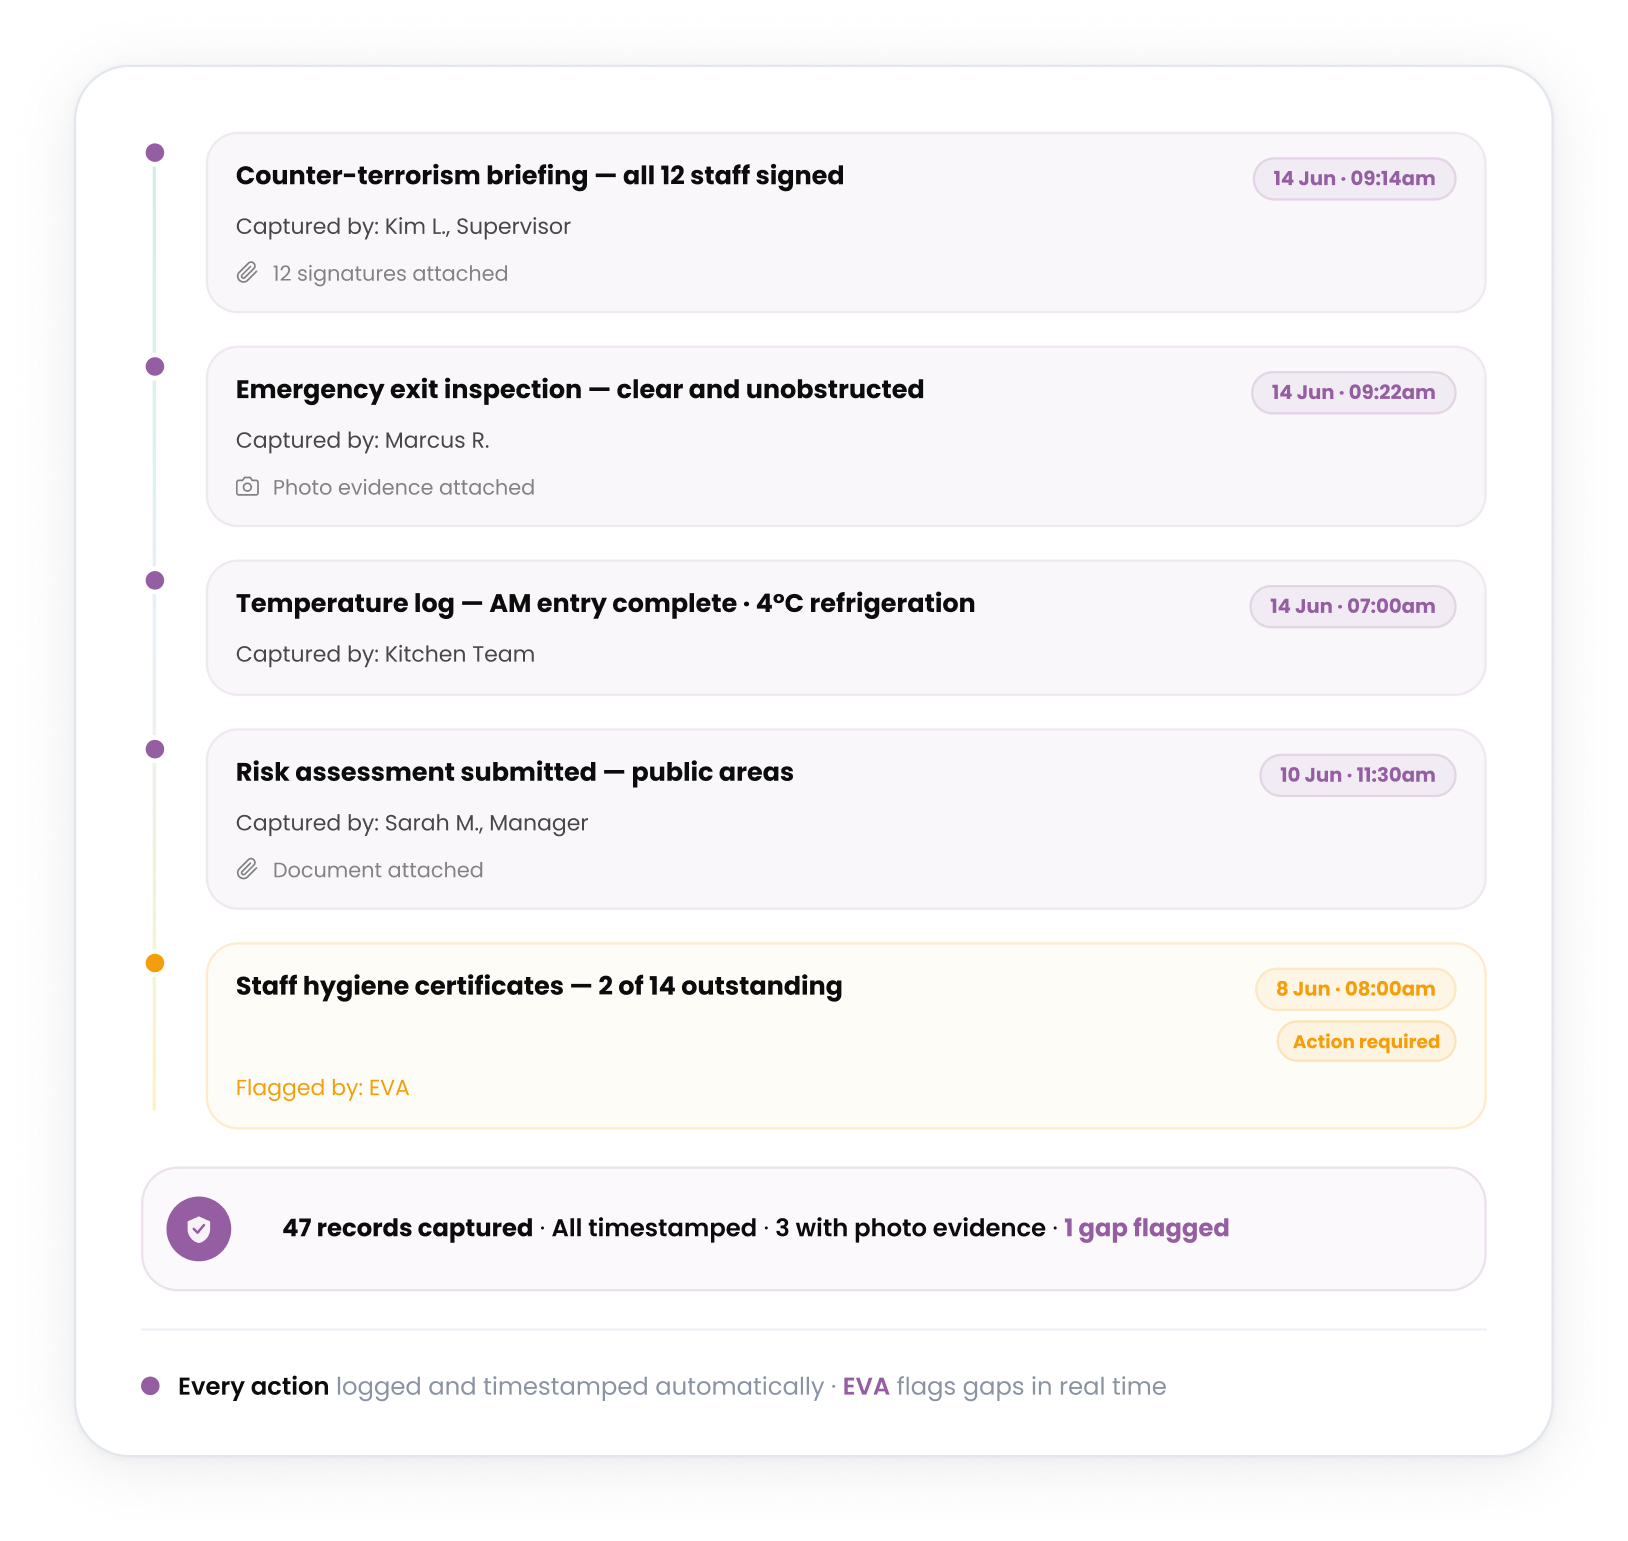 Counter-terrorism briefing — all 12 staff signed
14 Jun · 09:14am
Captured by: Kim L., Supervisor
12 signatures attached
Emergency exit inspection — clear and unobstructed
14 Jun · 09:22am
Captured by: Marcus R.
Photo evidence attached
Temperature log — AM entry complete · 4°C refrigeration
14 Jun · 07:00am
Captured by: Kitchen Team
Risk assessment submitted — public areas
10 Jun · 11:30am
Captured by: Sarah M., Manager
Document attached
Staff hygiene certificates — 2 of 14 outstanding
8 Jun · 08:00am
Action required
Flagged by: EVA
47 records captured · All timestamped · 3 with photo evidence · 1 gap flagged
Every action logged and timestamped automatically · EVA flags gaps in real time